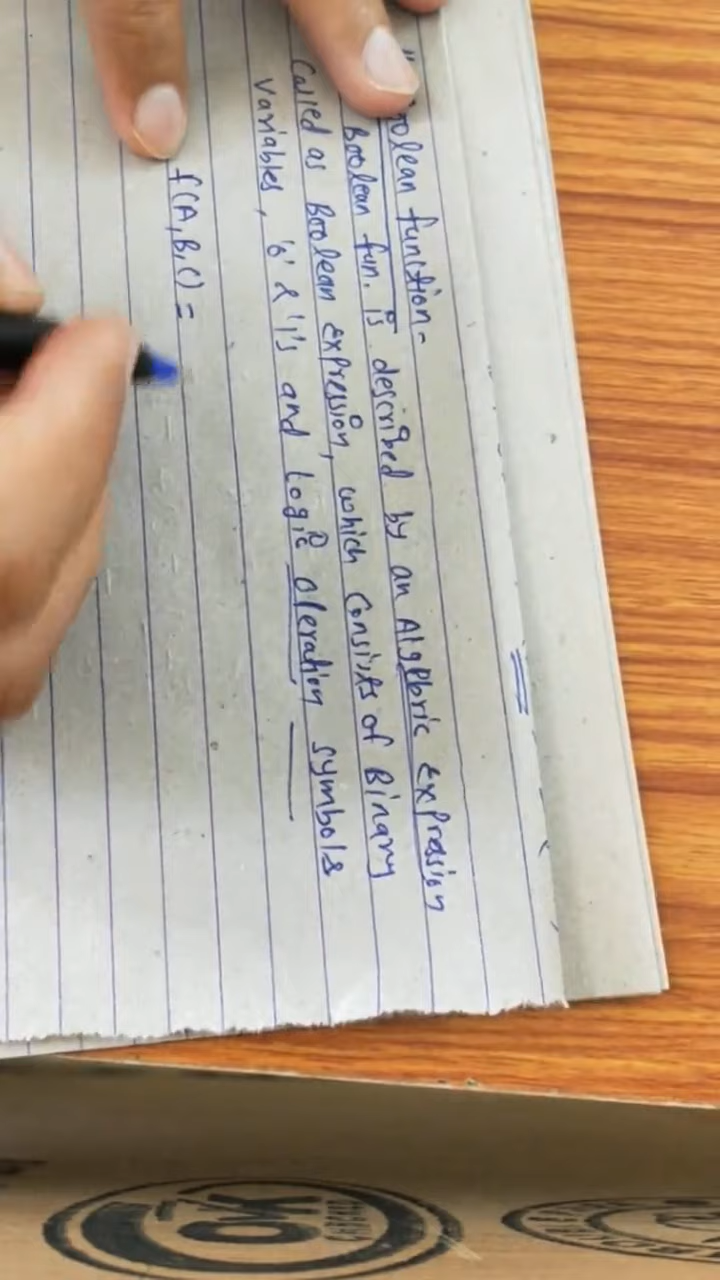 Boolean function-
Boolean fun. is described by an Algebric expression
Called as Boolean expression, which Consists of Binary
variables, '0' & '1's and Logic operation symbols
f(A,B,C) =
OK